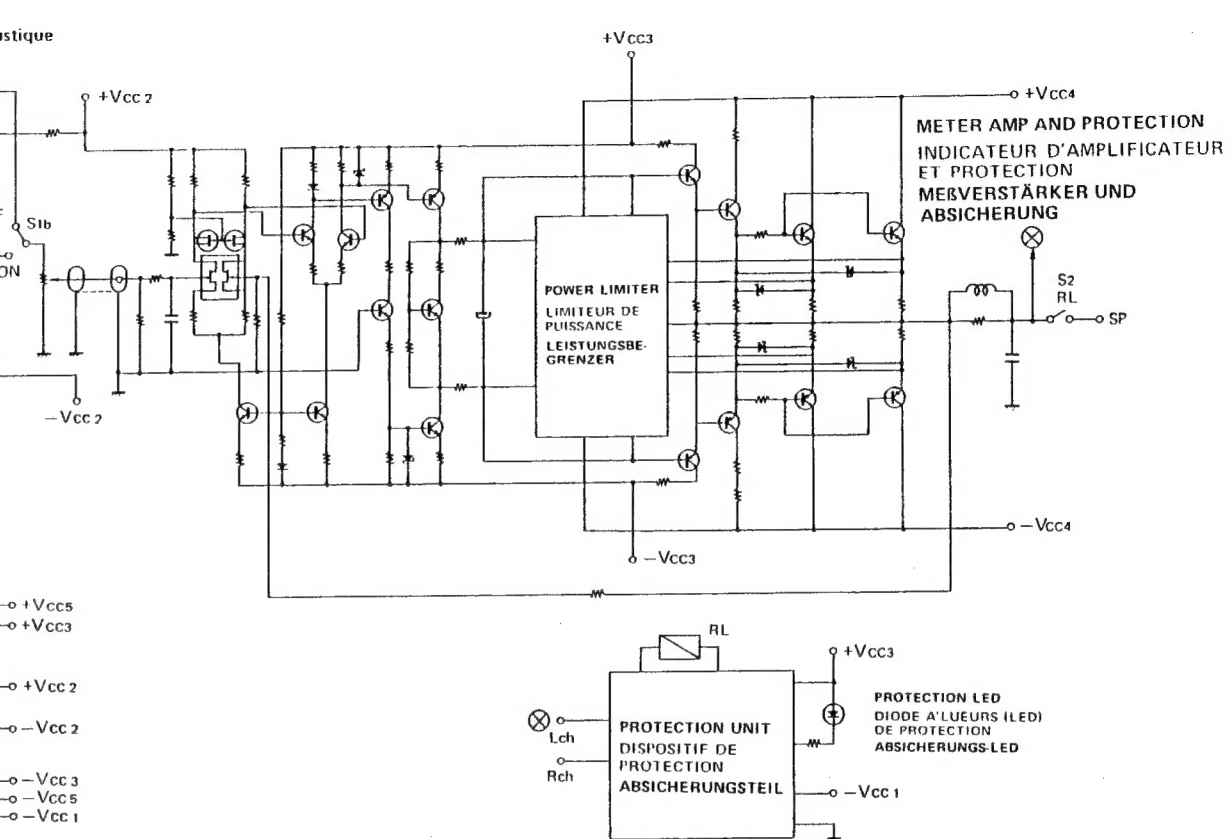 +Vcc3
+Vcc 2
+Vcc4
METER AMP AND PROTECTION
INDICATEUR D'AMPLIFICATEUR
ET PROTECTION
MEßVERSTÄRKER UND
ABSICHERUNG
S1b
POWER LIMITER
LIMITEUR DE
PUISSANCE
LEISTUNGSBE-
GRENZER
S2
RL
SP
-Vcc 2
-Vcc4
-Vcc3
+Vcc5
+Vcc3
+Vcc 2
-Vcc 2
-Vcc 3
-Vcc 5
-Vcc 1
RL
+Vcc3
PROTECTION LED
DIODE A'LUEURS (LED)
DE PROTECTION
ABSICHERUNGS-LED
Lch
Rch
PROTECTION UNIT
DISPOSITIF DE
PROTECTION
ABSICHERUNGSTEIL
-Vcc 1